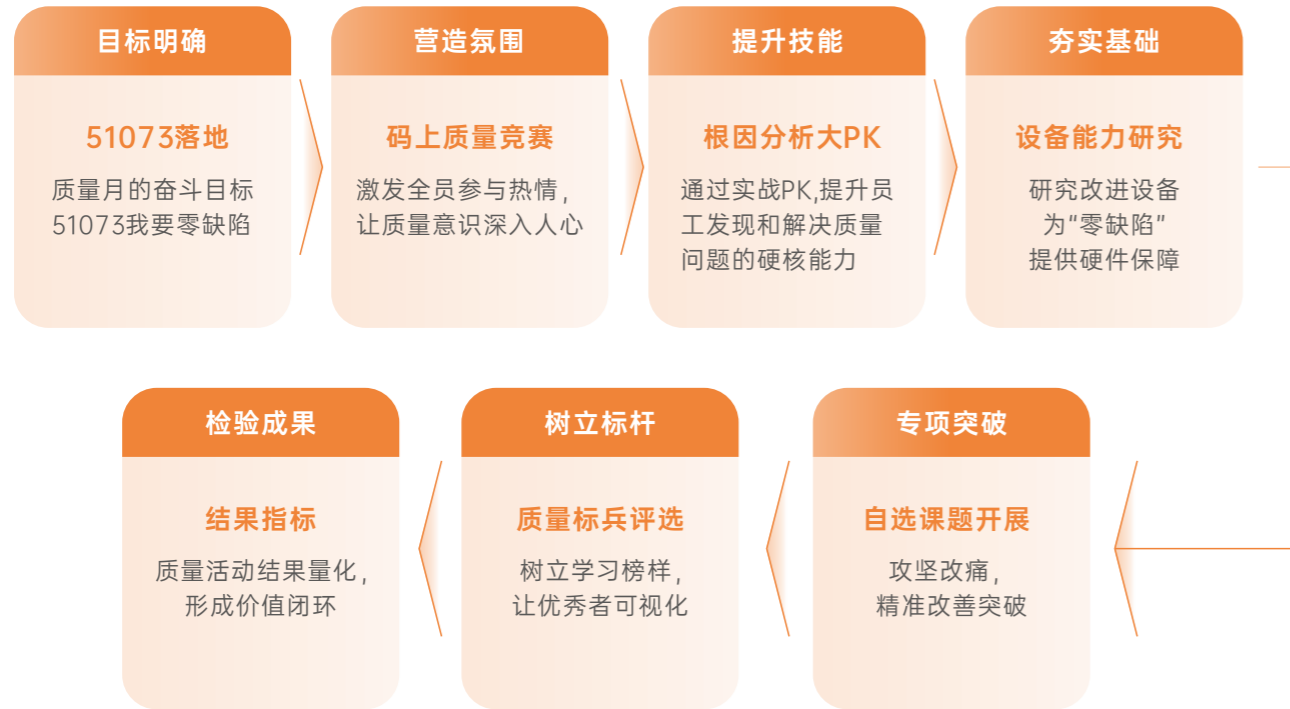 目标明确
51073落地
质量月的奋斗目标
51073我要零缺陷
营造氛围
码上质量竞赛
激发全员参与热情，
让质量意识深入人心
提升技能
根因分析大PK
通过实战PK,提升员
工发现和解决质量
问题的硬核能力
夯实基础
设备能力研究
研究改进设备
为“零缺陷”
提供硬件保障
专项突破
自选课题开展
攻坚改痛，
精准改善突破
树立标杆
质量标兵评选
树立学习榜样，
让优秀者可视化
检验成果
结果指标
质量活动结果量化，
形成价值闭环